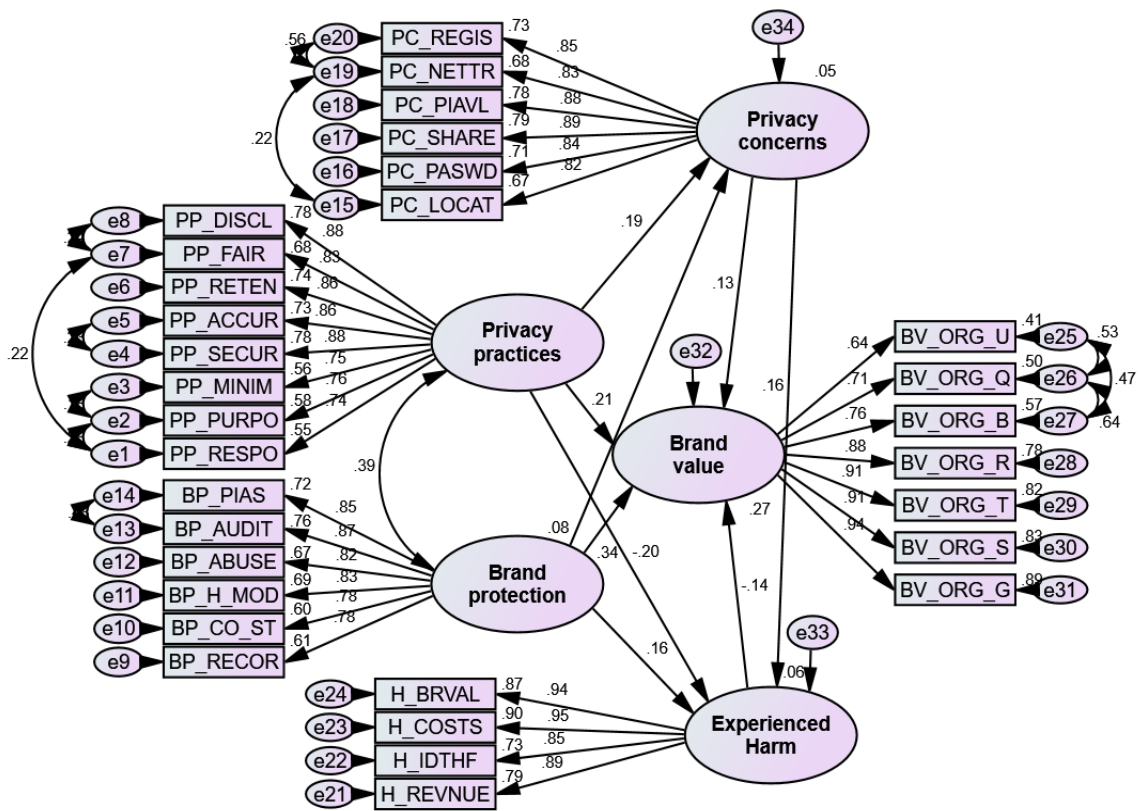 e34
.73
e20
PC_REGIS
.85
.56
.05
e19
PC_NETTR
.68
.83
e18
PC_PIAVL
.78
.88
Privacy
concerns
e17
PC_SHARE
.79
.89
.22
e16
PC_PASWD
.71
.84
e15
PC_LOCAT
.67
.82
e8
PP_DISCL
.78
.88
.19
e7
PP_FAIR
.68
.83
e6
PP_RETEN
.74
.86
.13
e5
PP_ACCUR
.73
.86
Privacy
practices
e4
PP_SECUR
.78
.88
.22
e3
PP_MINIM
.56
.75
e2
PP_PURPO
.58
.76
e1
PP_RESPO
.55
.74
e32
.16
.21
Brand
value
.64
BV_ORG_U
.41
e25
.53
.71
BV_ORG_Q
.50
e26
.47
.76
BV_ORG_B
.57
e27
.64
.88
BV_ORG_R
.78
e28
.91
BV_ORG_T
.82
e29
.91
BV_ORG_S
.83
e30
.94
BV_ORG_G
.89
e31
.39
.27
e14
BP_PIAS
.72
.85
e13
BP_AUDIT
.76
.87
.08
.34
-.20
e12
BP_ABUSE
.67
.82
Brand
protection
-.14
e11
BP_H_MOD
.69
.83
e10
BP_CO_ST
.60
.78
e9
BP_RECOR
.61
.78
.16
e33
.06
e24
H_BRVAL
.87
.94
e23
H_COSTS
.90
.95
Experienced
Harm
e22
H_IDTHF
.73
.85
e21
H_REVNUE
.79
.89